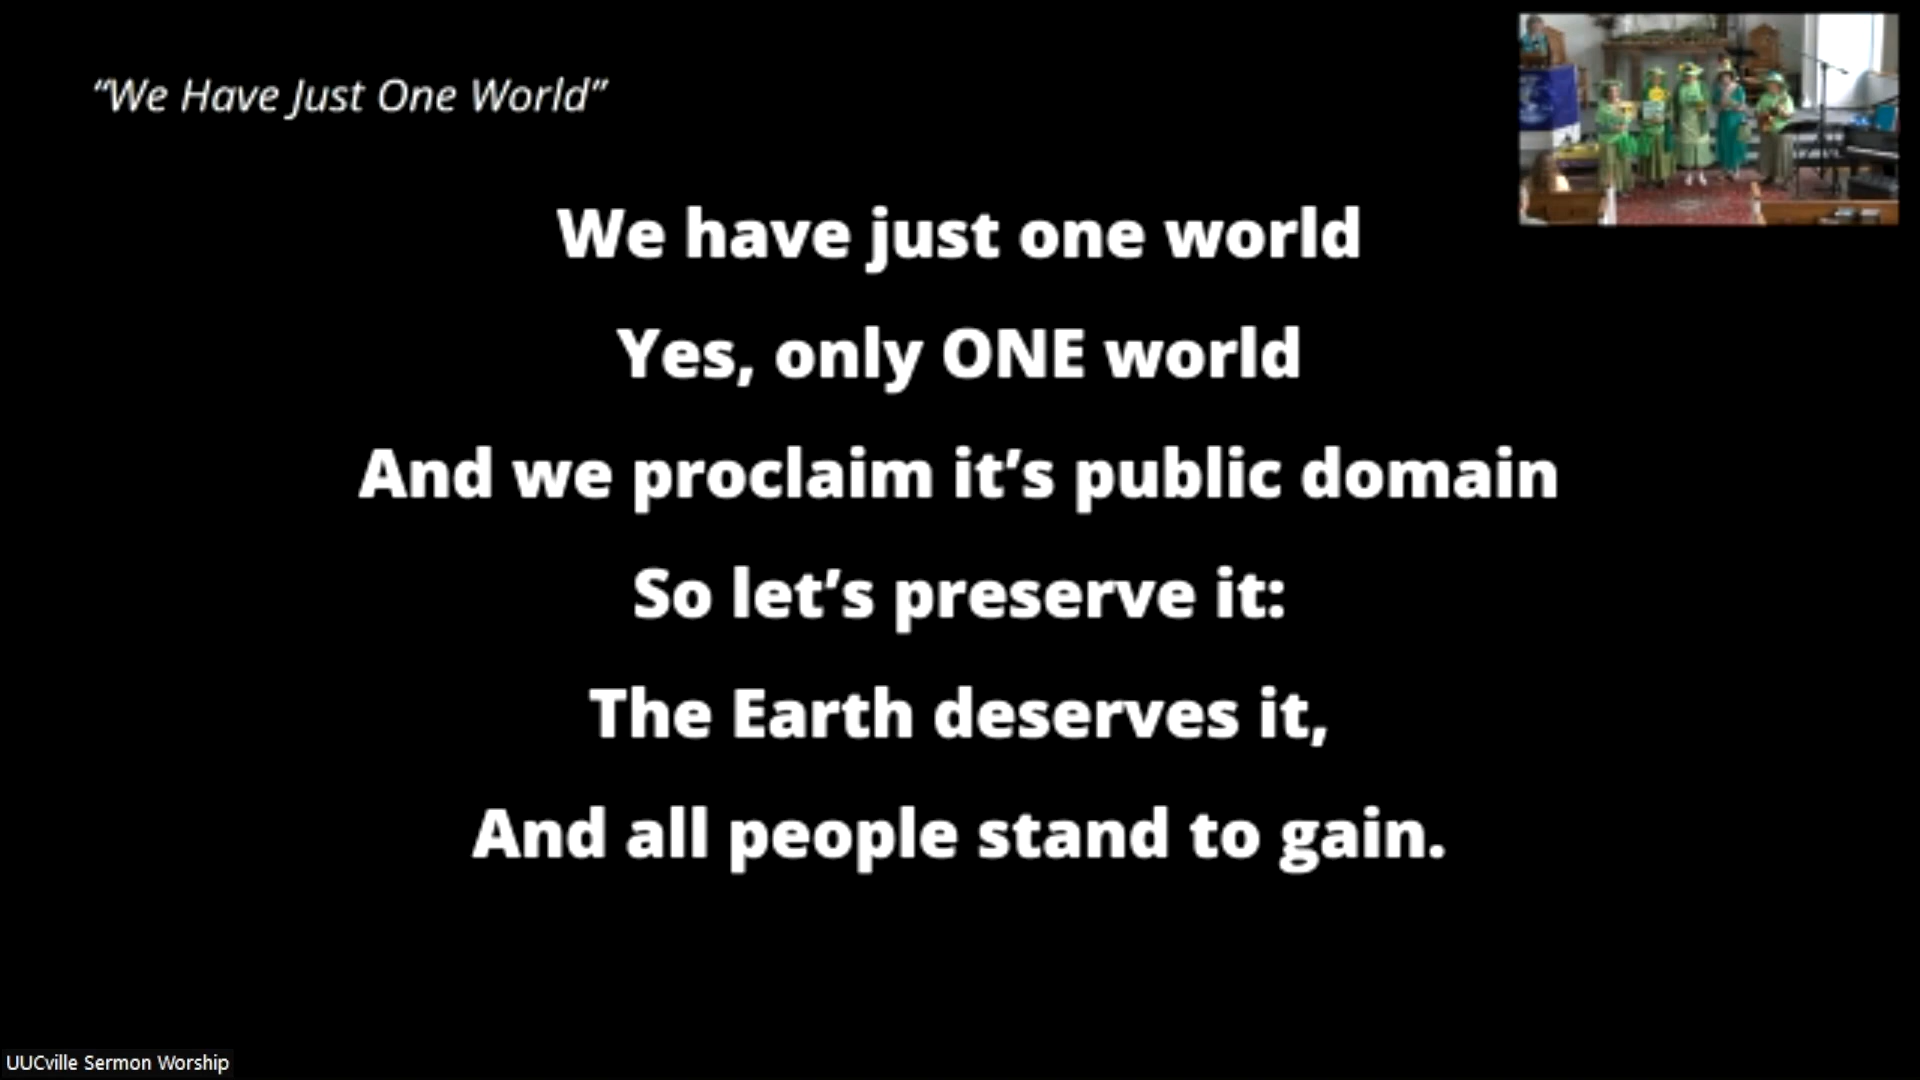 “We Have Just One World”
We have just one world
Yes, only ONE world
And we proclaim it’s public domain
So let’s preserve it:
The Earth deserves it,
And all people stand to gain.
UUCville Sermon Worship